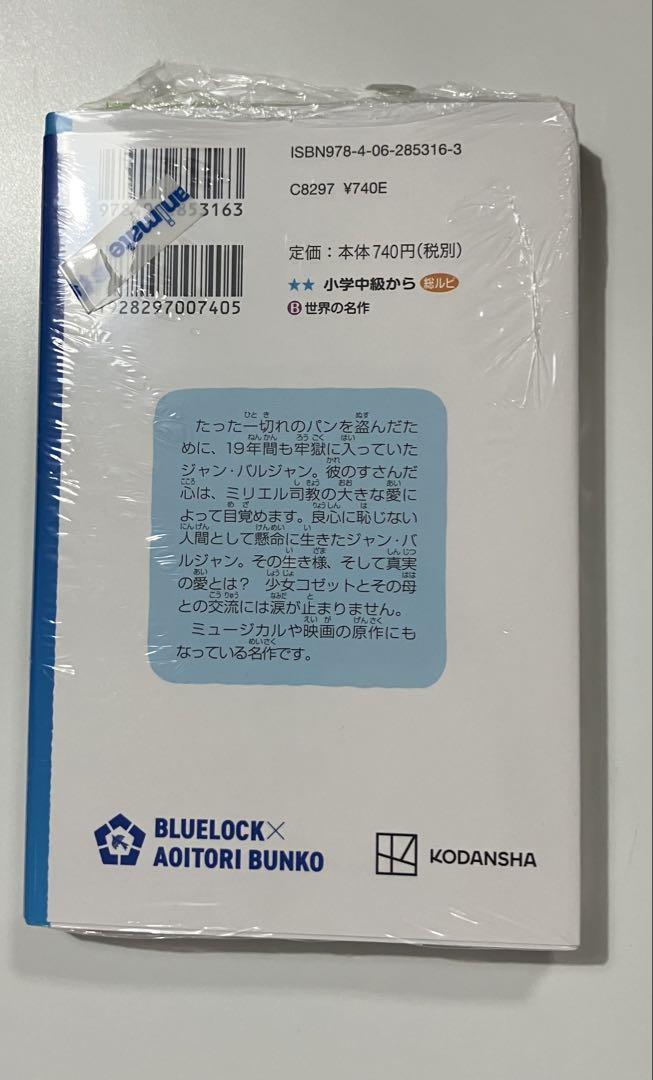 ISBN978-4-06-285316-3
C8297 ¥740E
定価：本体740円(税別)
★★ 小学中級から 総ルビ
B 世界の名作
853163
animate
928297007405
たった一切れのパンを盗んだた
めに、19年間も牢獄に入っていた
ジャン・バルジャン。彼のすさんだ
心は、ミリエル司教の大きな愛に
よって目覚めます。良心に恥じない
人間として懸命に生きたジャン・バ
ルジャン。その生き様、そして真実
の愛とは？　少女コゼットとその母
との交流には涙が止まりません。
ミュージカルや映画の原作にも
なっている名作です。
BLUELOCK×
AOITORI BUNKO
KODANSHA